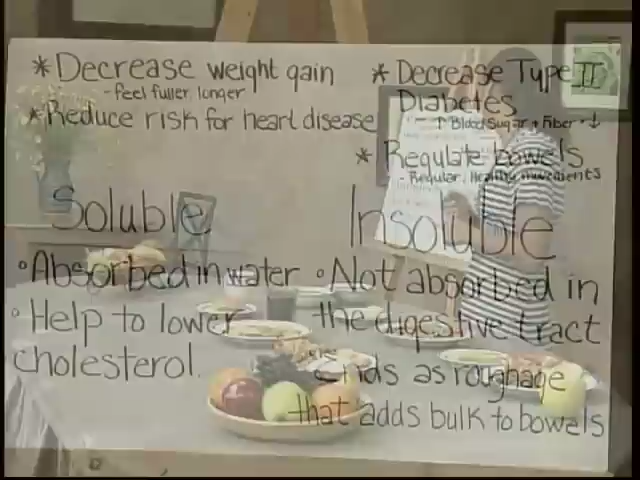 * Decrease weight gain
- feel fuller longer
* Reduce risk for heart disease
* Decrease Type II
Diabetes
- ↑ Blood Sugar + Fiber = ↓
* Regulate bowels
- Regular, Healthy movements
Soluble
• Absorbed in water
• Help to lower
cholesterol.
Insoluble
• Not absorbed in
the digestive tract
ends as roughage
that adds bulk to bowels